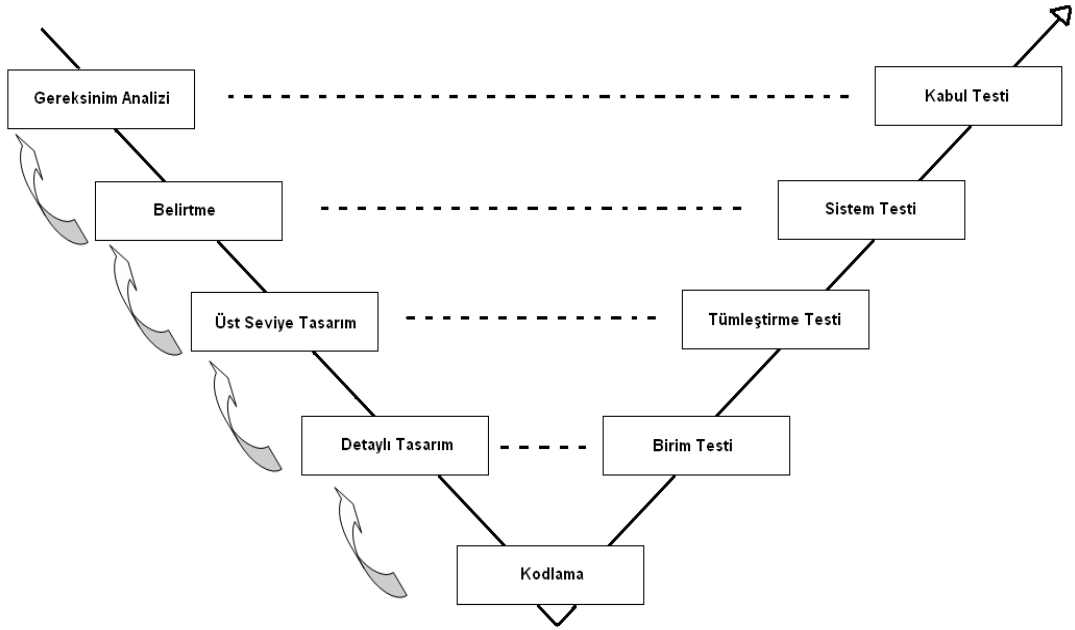 Gereksinim Analizi
Kabul Testi
Belirtme
Sistem Testi
Üst Seviye Tasarım
Tümleştirme Testi
Detaylı Tasarım
Birim Testi
Kodlama